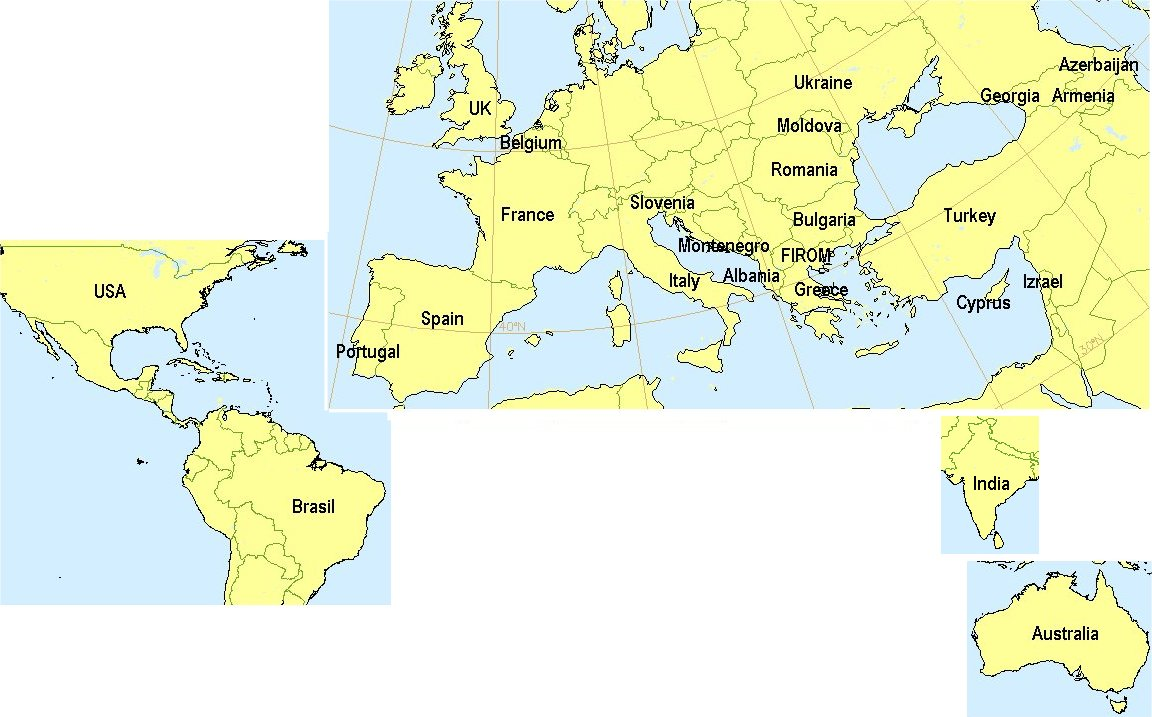 Azerbaijan
Ukraine
Georgia Armenia
UK
Moldova
Belgium
Romania
Slovenia
France
Bulgaria
Turkey
Montenegro
FIROM
Albania
Italy
Izrael
Greece
USA
Cyprus
Spain
40°N
30°N
Portugal
India
Brasil
Australia